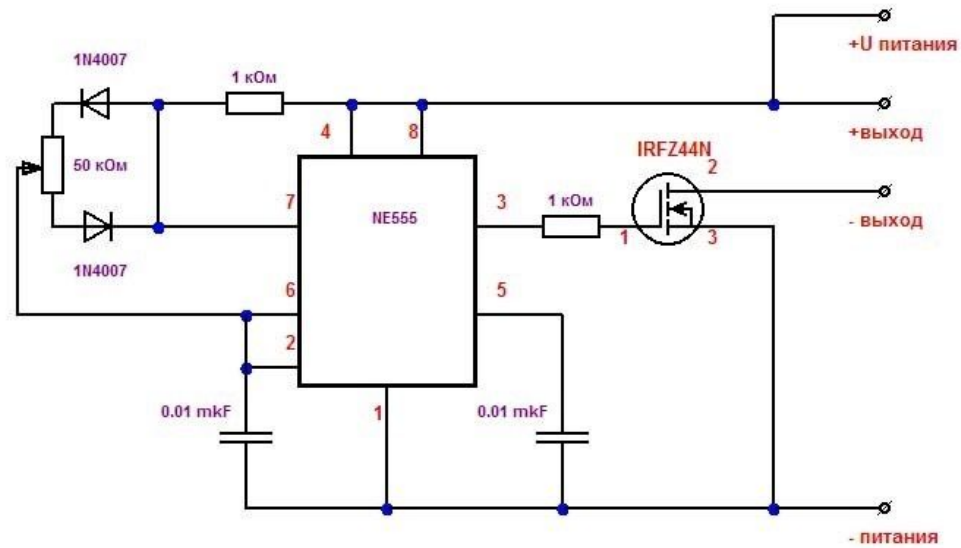 +U питания
1N4007
1 кОм
+выход
4
8
IRFZ44N
50 кОм
2
7
NE555
3
1 кОм
- выход
1
3
1N4007
6
5
2
0.01 mkF
1
0.01 mkF
- питания